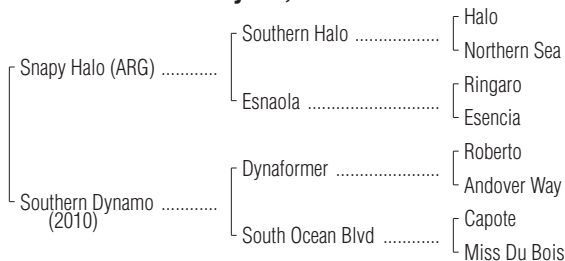 Halo
Southern Halo ..................
Northern Sea
Snapy Halo (ARG) ............
Ringaro
Esnaola ............................
Esencia
Roberto
Dynaformer ......................
Andover Way
Southern Dynamo ............
(2010)
Capote
South Ocean Blvd ............
Miss Du Bois